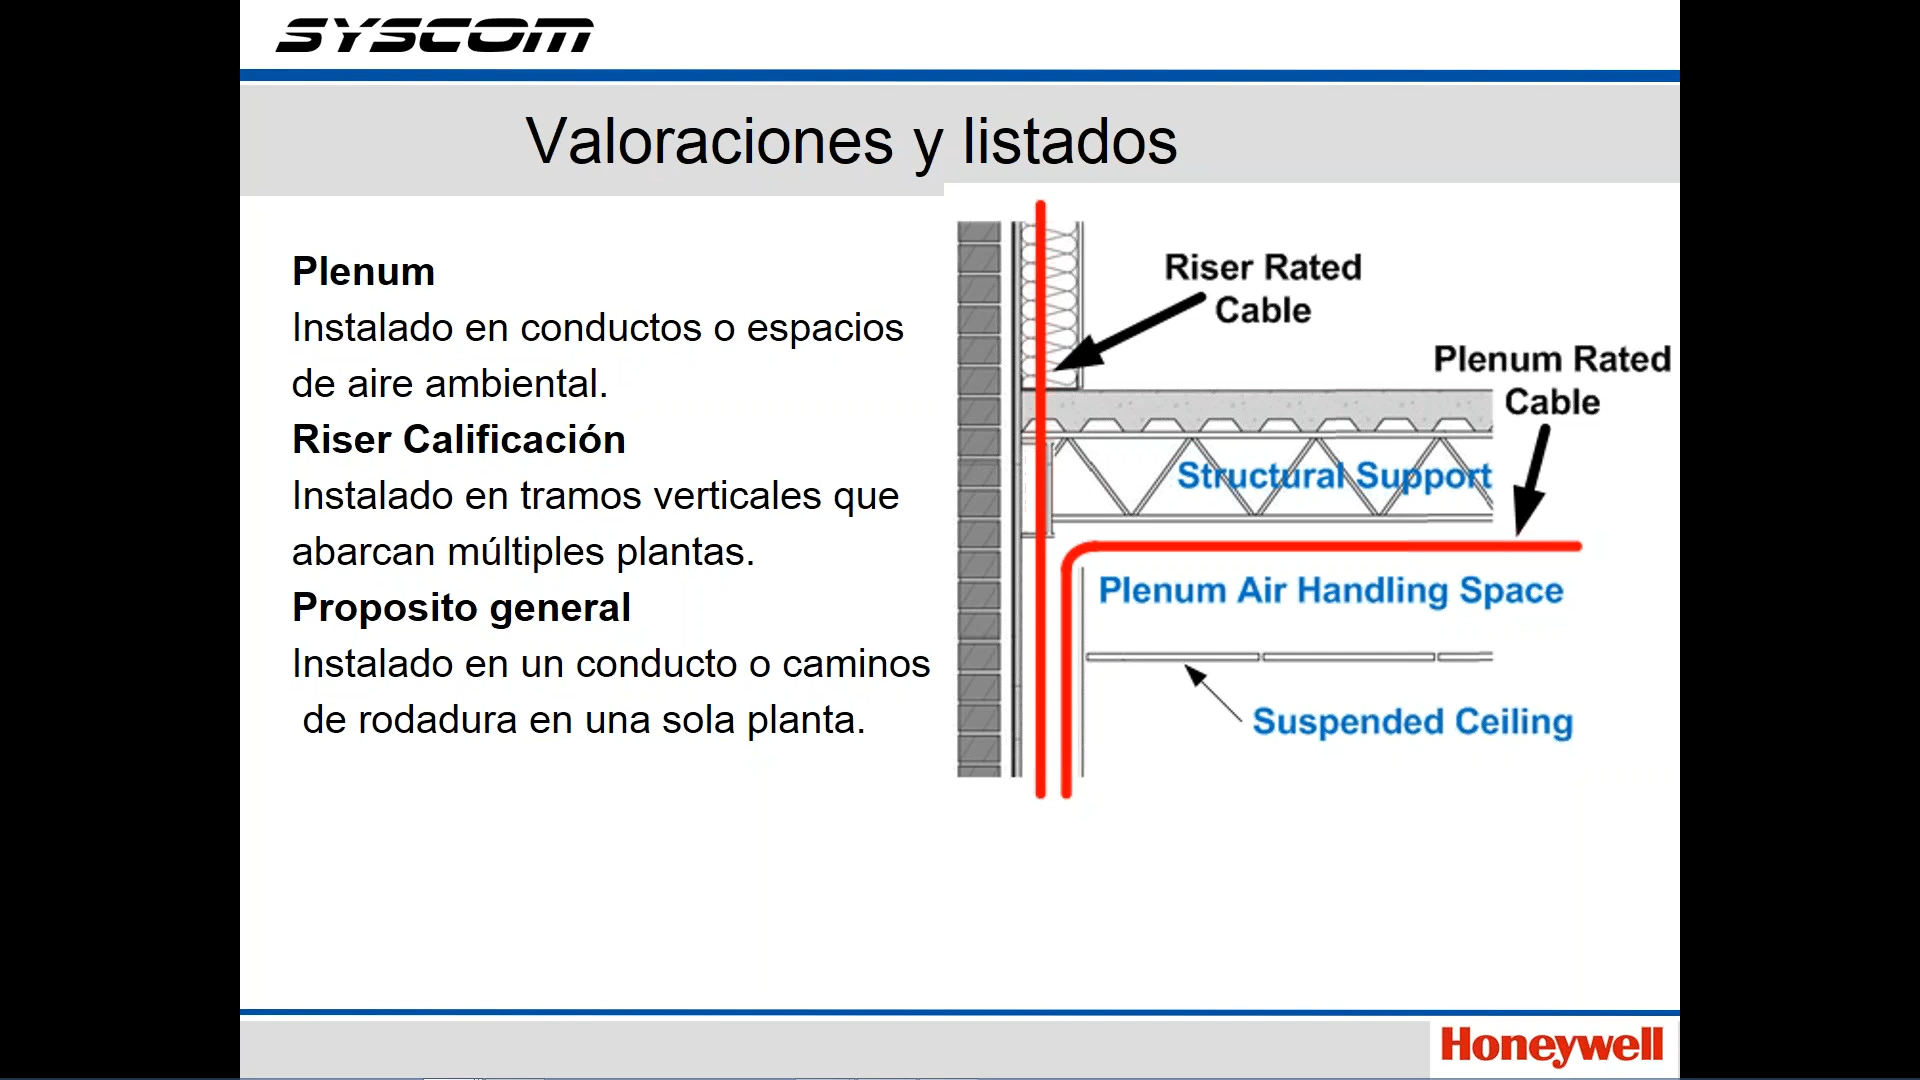 SYSCOM
Valoraciones y listados
Plenum
Instalado en conductos o espacios
de aire ambiental.
Riser Calificación
Instalado en tramos verticales que
abarcan múltiples plantas.
Proposito general
Instalado en un conducto o caminos
de rodadura en una sola planta.
Riser Rated
Cable
Plenum Rated
Cable
Structural Support
Plenum Air Handling Space
Suspended Ceiling
Honeywell